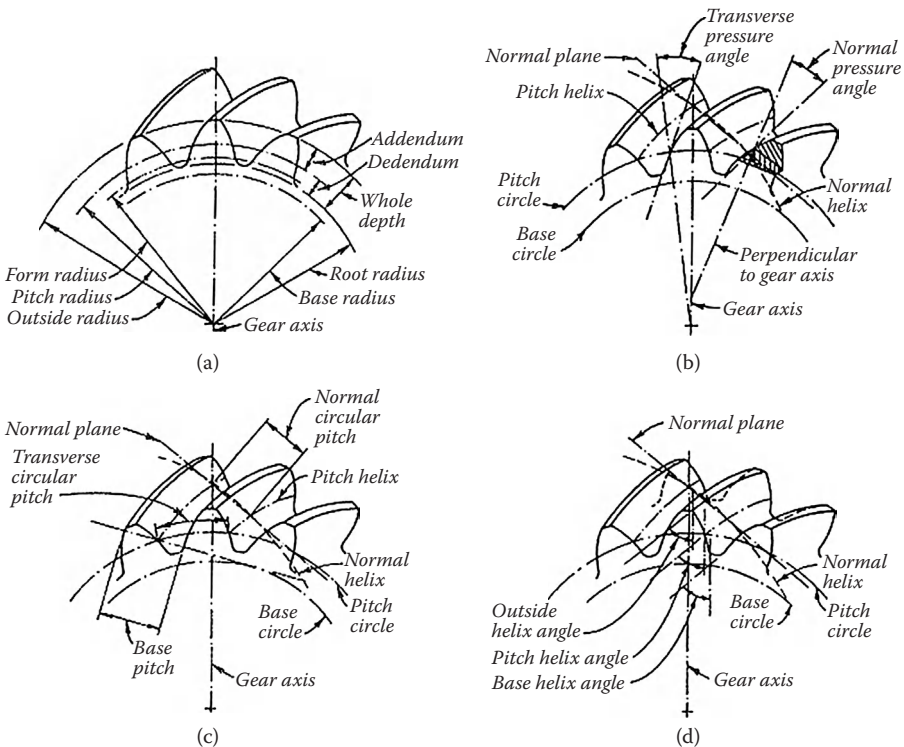 Addendum
Dedendum
Whole
depth
Form radius
Pitch radius
Outside radius
Root radius
Base radius
Gear axis
(a)
Transverse
pressure
angle
Normal plane
Normal
pressure
angle
Pitch helix
Pitch
circle
Base
circle
Normal
helix
Perpendicular
to gear axis
Gear axis
(b)
Normal
circular
pitch
Normal plane
Transverse
circular
pitch
Pitch helix
Normal
helix
Base
circle
Pitch
circle
Base
pitch
Gear axis
(c)
Normal plane
Outside
helix angle
Pitch helix angle
Base helix angle
Normal
helix
Base
circle
Pitch
circle
Gear axis
(d)